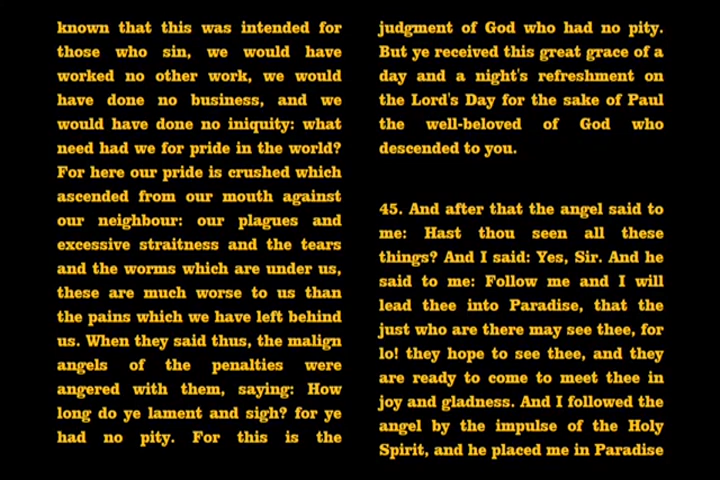 known that this was intended for
those who sin, we would have
worked no other work, we would
have done no business, and we
would have done no iniquity: what
need had we for pride in the world?
For here our pride is crushed which
ascended from our mouth against
our neighbour: our plagues and
excessive straitness and the tears
and the worms which are under us,
these are much worse to us than
the pains which we have left behind
us. When they said thus, the malign
angels of the penalties were
angered with them, saying: How
long do ye lament and sigh? for ye
had no pity. For this is the
judgment of God who had no pity.
But ye received this great grace of a
day and a night's refreshment on
the Lord's Day for the sake of Paul
the well-beloved of God who
descended to you.
45. And after that the angel said to
me: Hast thou seen all these
things? And I said: Yes, Sir. And he
said to me: Follow me and I will
lead thee into Paradise, that the
just who are there may see thee, for
lo! they hope to see thee, and they
are ready to come to meet thee in
joy and gladness. And I followed the
angel by the impulse of the Holy
Spirit, and he placed me in Paradise